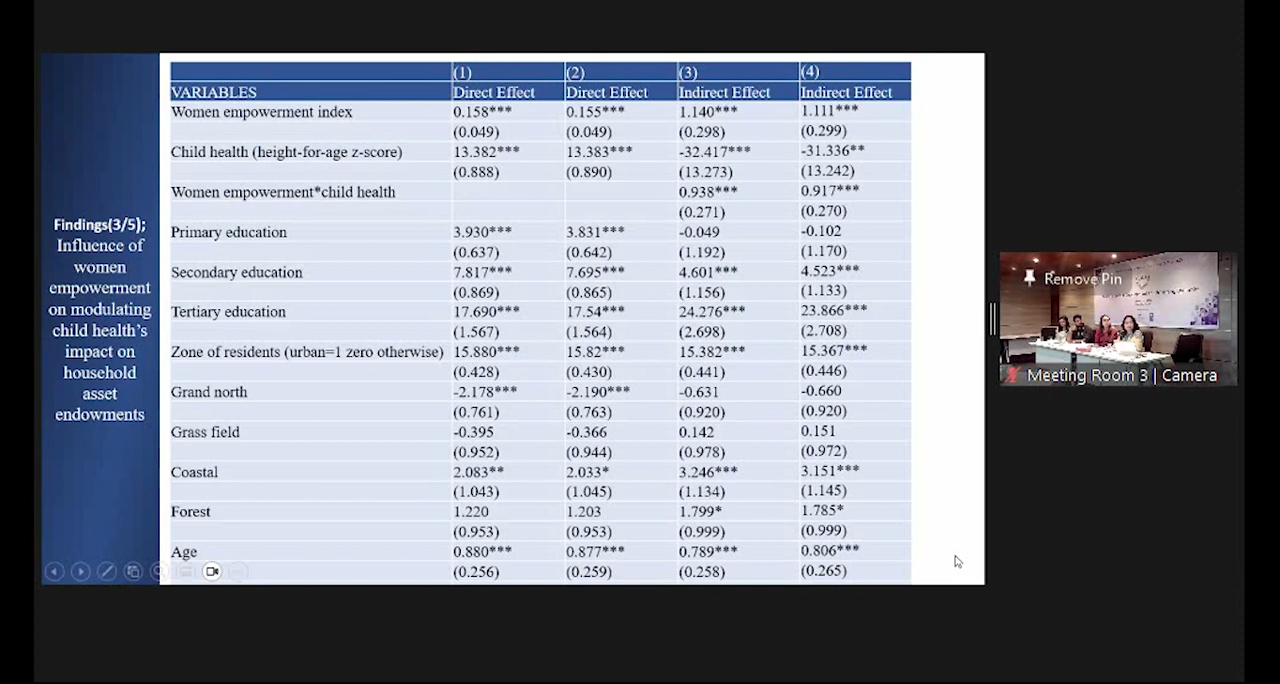 (1) (2) (3) (4)
VARIABLES Direct Effect Direct Effect Indirect Effect Indirect Effect
Women empowerment index 0.158*** 0.155*** 1.140*** 1.111***
(0.049) (0.049) (0.298) (0.299)
Child health (height-for-age z-score) 13.382*** 13.383*** -32.417*** -31.336**
(0.888) (0.890) (13.273) (13.242)
Women empowerment*child health 0.938*** 0.917***
(0.271) (0.270)
Primary education 3.930*** 3.831*** -0.049 -0.102
(0.637) (0.642) (1.192) (1.170)
Secondary education 7.817*** 7.695*** 4.601*** 4.523***
(0.869) (0.865) (1.156) (1.133)
Tertiary education 17.690*** 17.54*** 24.276*** 23.866***
(1.567) (1.564) (2.698) (2.708)
Zone of residents (urban=1 zero otherwise) 15.880*** 15.82*** 15.382*** 15.367***
(0.428) (0.430) (0.441) (0.446)
Grand north -2.178*** -2.190*** -0.631 -0.660
(0.761) (0.763) (0.920) (0.920)
Grass field -0.395 -0.366 0.142 0.151
(0.952) (0.944) (0.978) (0.972)
Coastal 2.083** 2.033* 3.246*** 3.151***
(1.043) (1.045) (1.134) (1.145)
Forest 1.220 1.203 1.799* 1.785*
(0.953) (0.953) (0.999) (0.999)
Age 0.880*** 0.877*** 0.789*** 0.806***
(0.256) (0.259) (0.258) (0.265)
Findings(3/5);
Influence of
women
empowerment
on modulating
child health's
impact on
household
asset
endowments
Remove Pin
Meeting Room 3 | Camera